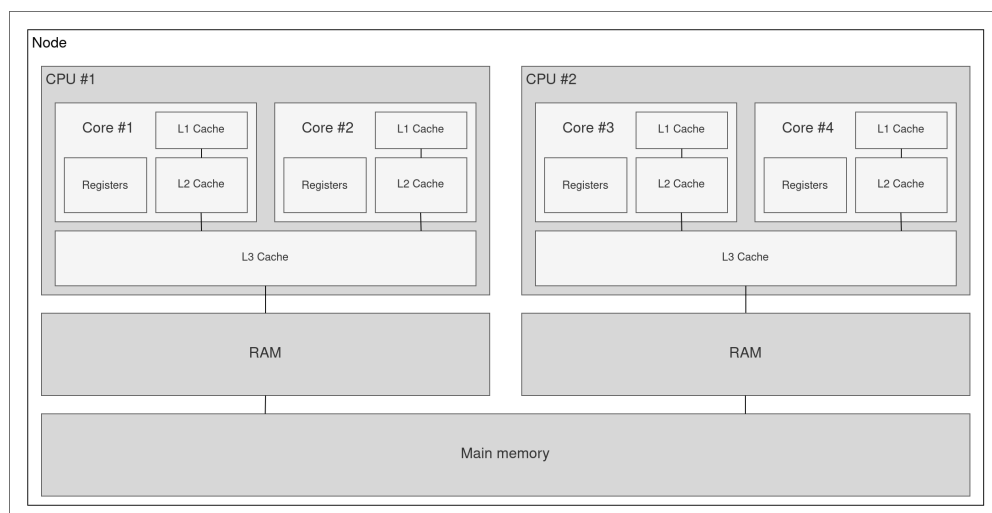 Node
CPU #1
CPU #2
Core #1
L1 Cache
Core #2
L1 Cache
Core #3
L1 Cache
Core #4
L1 Cache
Registers
L2 Cache
Registers
L2 Cache
Registers
L2 Cache
Registers
L2 Cache
L3 Cache
L3 Cache
RAM
RAM
Main memory